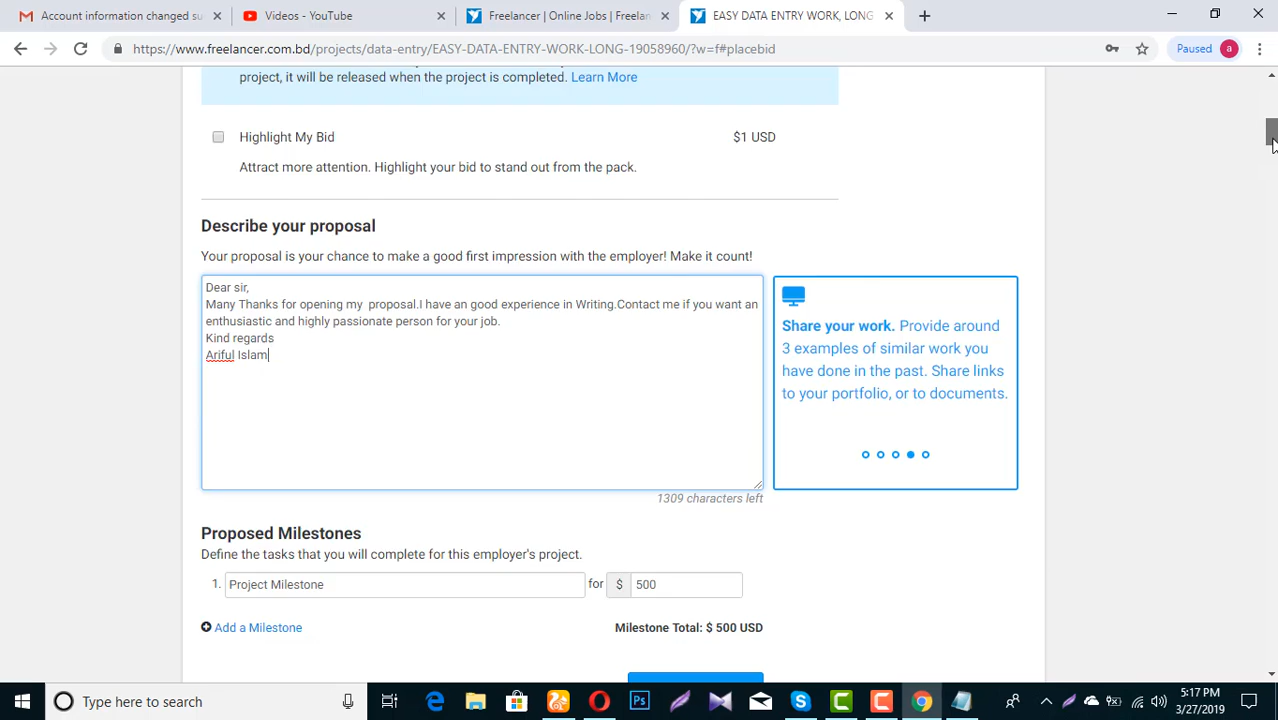 Account information changed su
Videos - YouTube
Freelancer | Online Jobs | Freelan
EASY DATA ENTRY WORK, LONG
https://www.freelancer.com.bd/projects/data-entry/EASY-DATA-ENTRY-WORK-LONG-19058960/?w=f#placebid
Paused
a
project, it will be released when the project is completed. Learn More
Highlight My Bid
$1 USD
Attract more attention. Highlight your bid to stand out from the pack.
Describe your proposal
Your proposal is your chance to make a good first impression with the employer! Make it count!
Dear sir,
Many Thanks for opening my  proposal.I have an good experience in Writing.Contact me if you want an
enthusiastic and highly passionate person for your job.
Kind regards
Ariful Islam
Share your work. Provide around
3 examples of similar work you
have done in the past. Share links
to your portfolio, or to documents.
1309 characters left
Proposed Milestones
Define the tasks that you will complete for this employer's project.
1. Project Milestone for $ 500
Add a Milestone
Milestone Total: $ 500 USD
Type here to search
Ps
5:17 PM
3/27/2019